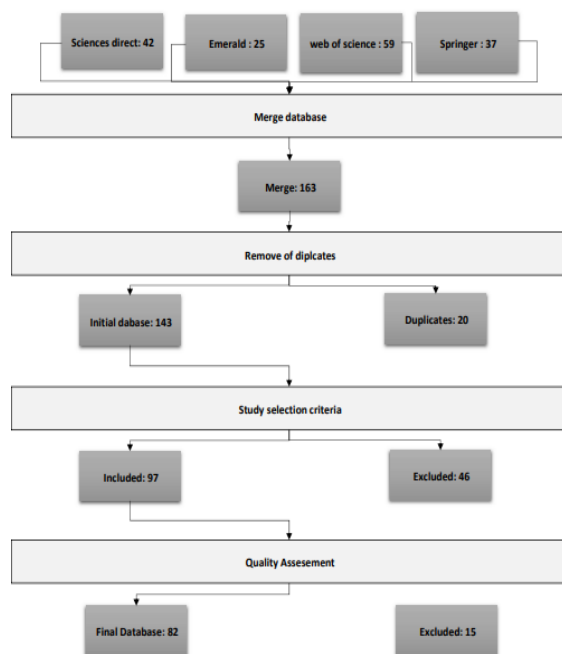 Sciences direct: 42
Emerald : 25
web of science : 59
Springer : 37
Merge database
Merge: 163
Remove of diplcates
Initial dabase: 143
Duplicates: 20
Study selection criteria
Included: 97
Excluded: 46
Quality Assesement
Final Database: 82
Excluded: 15